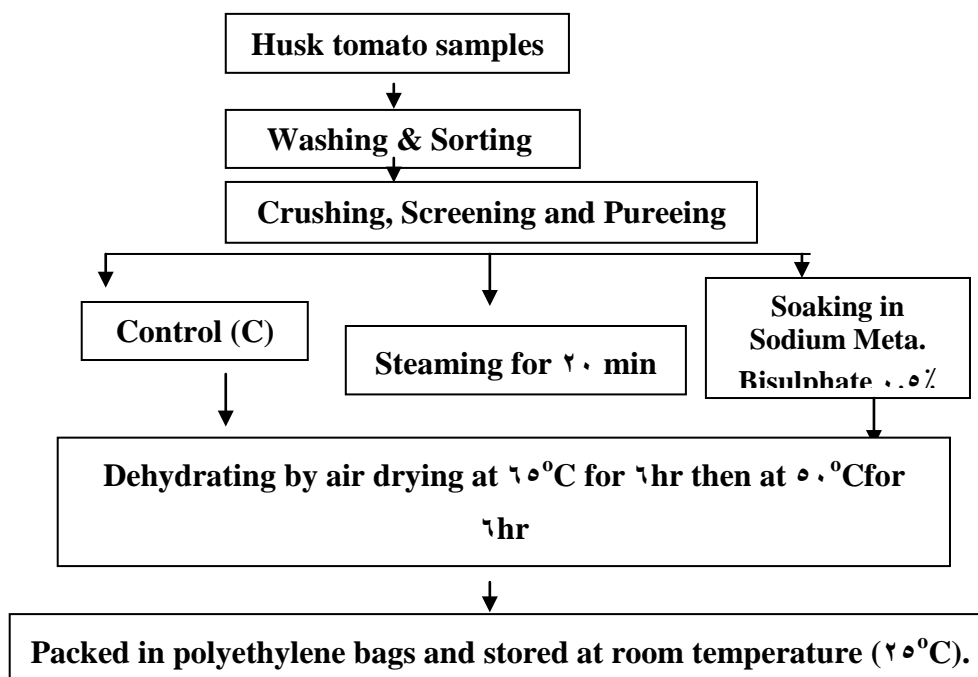 Husk tomato samples
Washing & Sorting
Crushing, Screening and Pureeing
Control (C)
Steaming for ٢٠ min
Soaking in
Sodium Meta.
Bisulphate ٠.٥٪
Dehydrating by air drying at ٦٥°C for ٦hr then at ٥٠°Cfor
٦hr
Packed in polyethylene bags and stored at room temperature (٢٥°C).